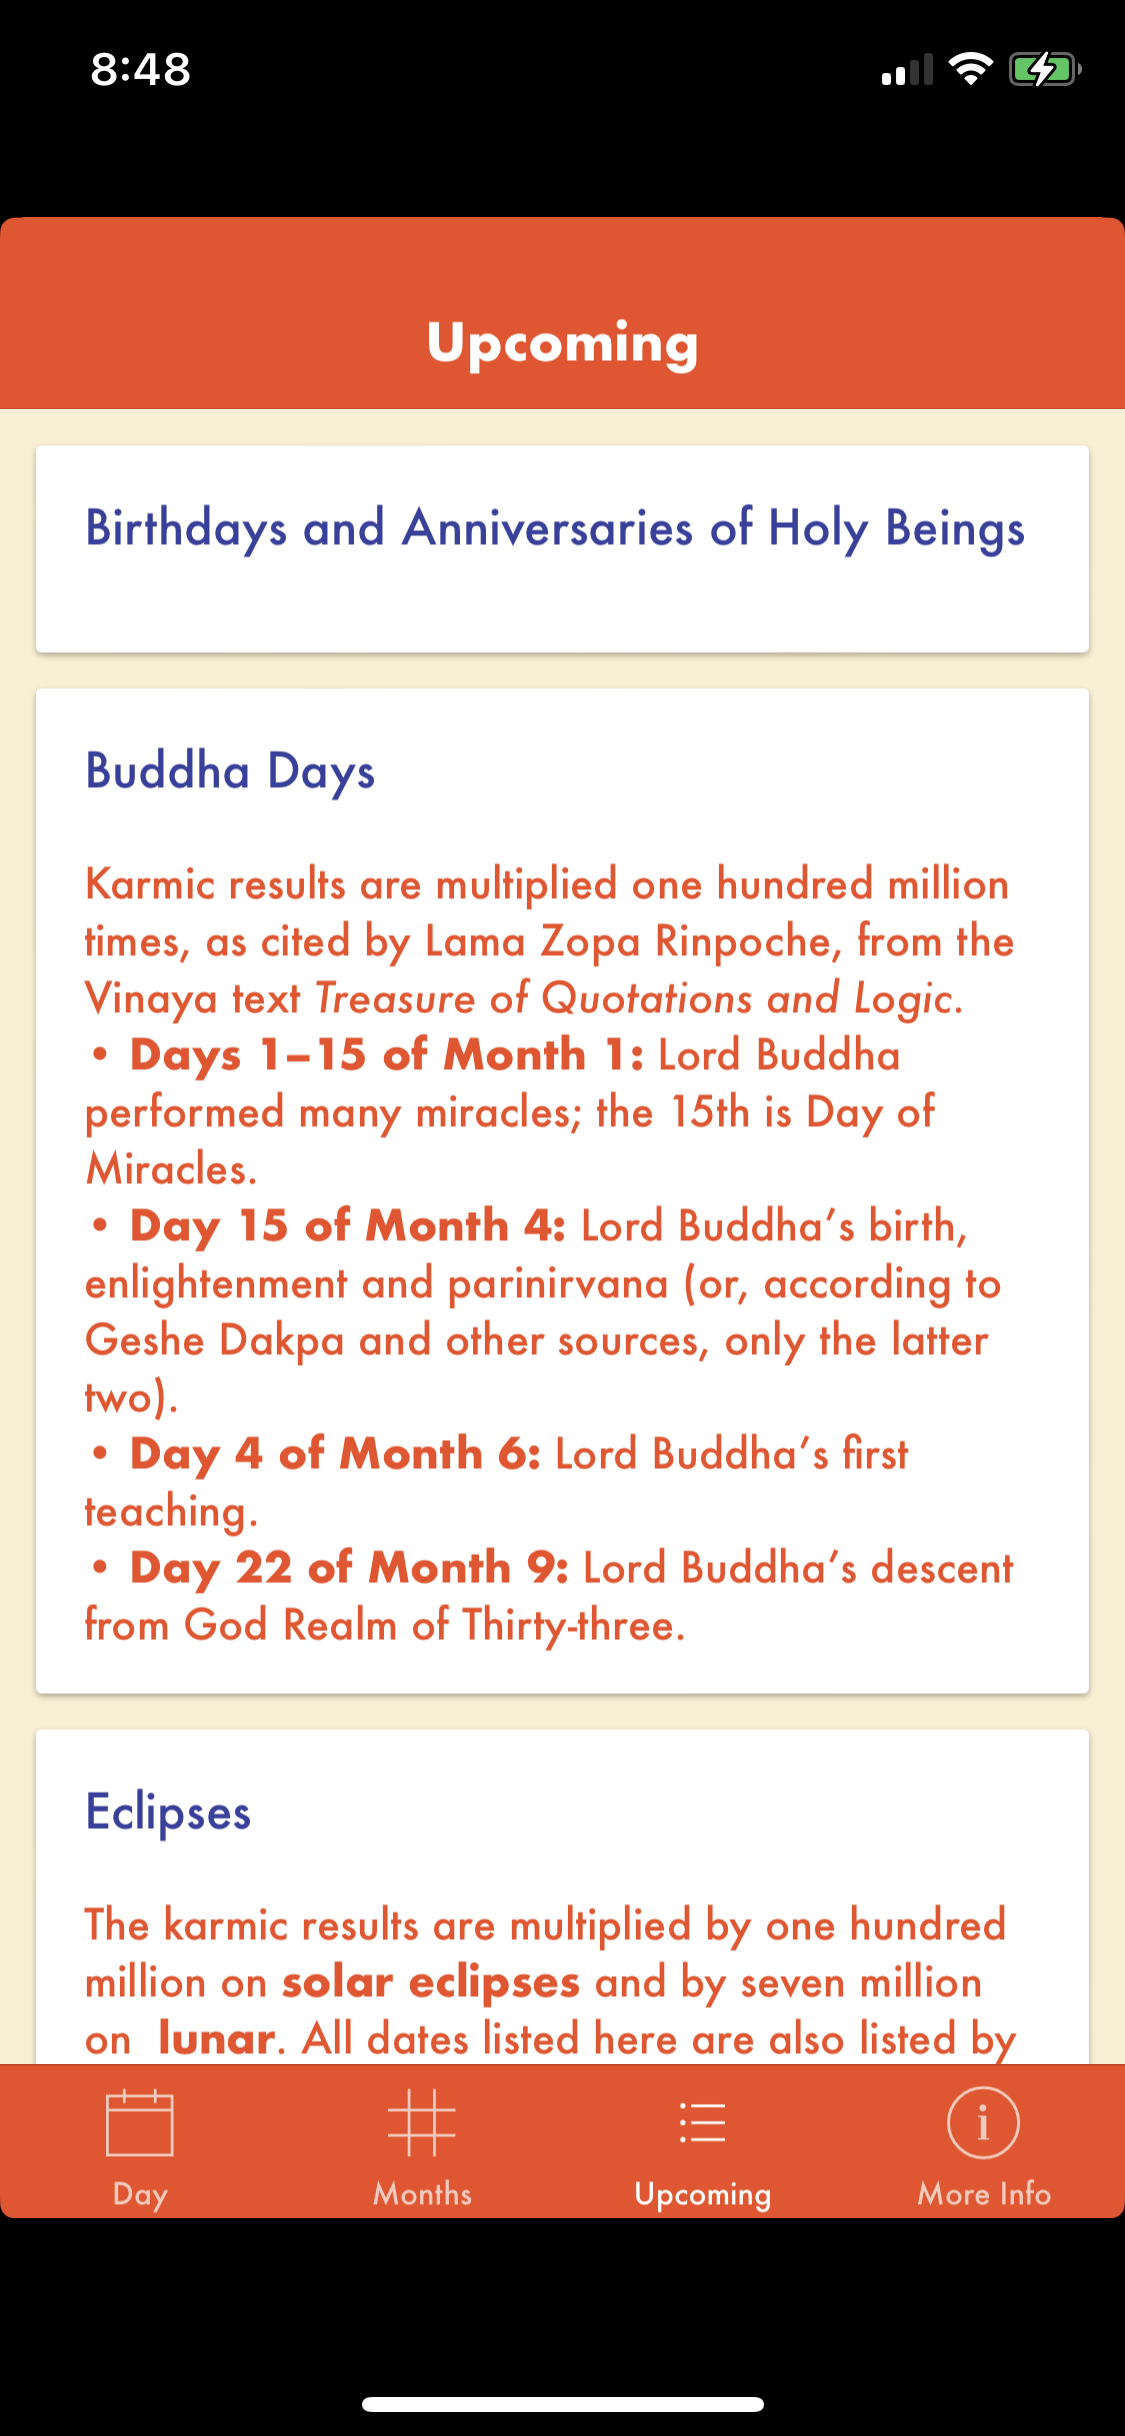 8:48
Upcoming
Birthdays and Anniversaries of Holy Beings
Buddha Days
Karmic results are multiplied one hundred million
times, as cited by Lama Zopa Rinpoche, from the
Vinaya text Treasure of Quotations and Logic.
• Days 1–15 of Month 1: Lord Buddha
performed many miracles; the 15th is Day of
Miracles.
• Day 15 of Month 4: Lord Buddha’s birth,
enlightenment and parinirvana (or, according to
Geshe Dakpa and other sources, only the latter
two).
• Day 4 of Month 6: Lord Buddha’s first
teaching.
• Day 22 of Month 9: Lord Buddha’s descent
from God Realm of Thirty-three.
Eclipses
The karmic results are multiplied by one hundred
million on solar eclipses and by seven million
on lunar. All dates listed here are also listed by
Day Months Upcoming More Info